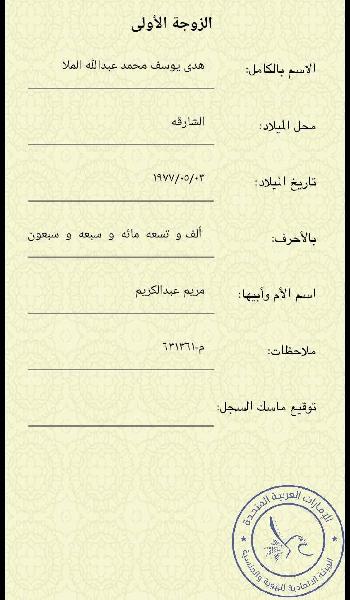 الزوجة الأولى
الاسم بالكامل: هدى يوسف محمد عبدالله الملا
محل الميلاد: الشارقه
تاريخ الميلاد: ١٩٧٧/٠٥/٠٣
بالأحرف: ألف و تسعه مائه و سبعه و سبعون
اسم الأم وأبيها: مريم عبدالكريم
ملاحظات: م-٦٣١٣٦١
توقيع ماسك السجل:
الإمارات العربية المتحدة
الهيئة الاتحادية للهوية والجنسية